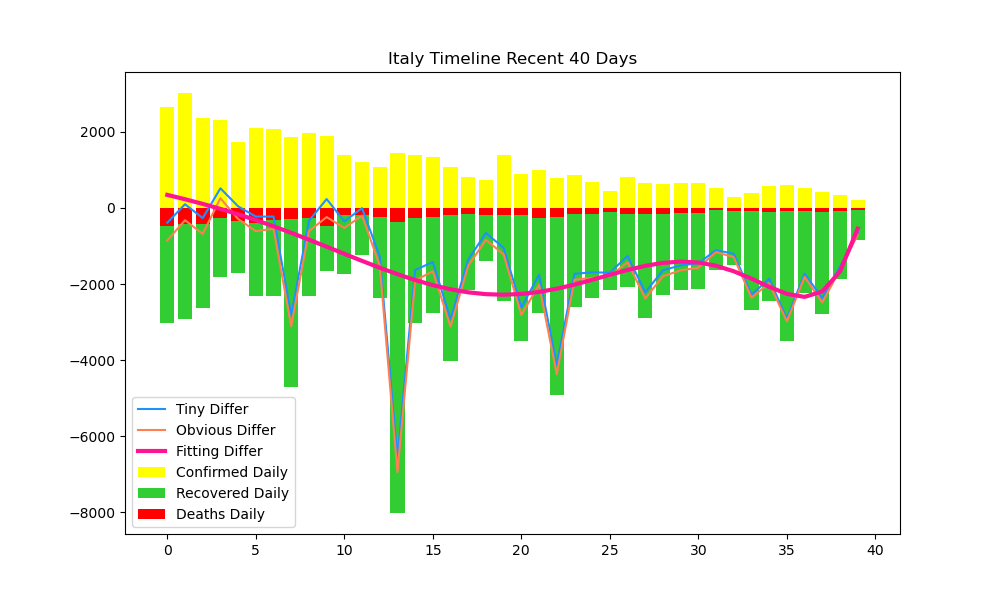 Italy Timeline Recent 40 Days
2000
0
−2000
−4000
−6000
−8000
Tiny Differ
Obvious Differ
Fitting Differ
Confirmed Daily
Recovered Daily
Deaths Daily
0 5 10 15 20 25 30 35 40